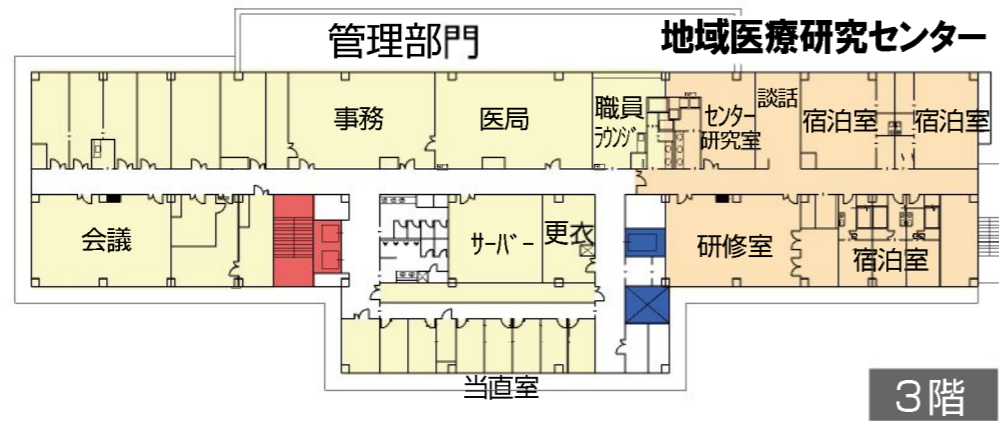 管理部門
地域医療研究センター
事務
医局
職員
ラウンジ
センター
研究室
談話
宿泊室
宿泊室
会議
サーバー
更衣
研修室
宿泊室
当直室
3階